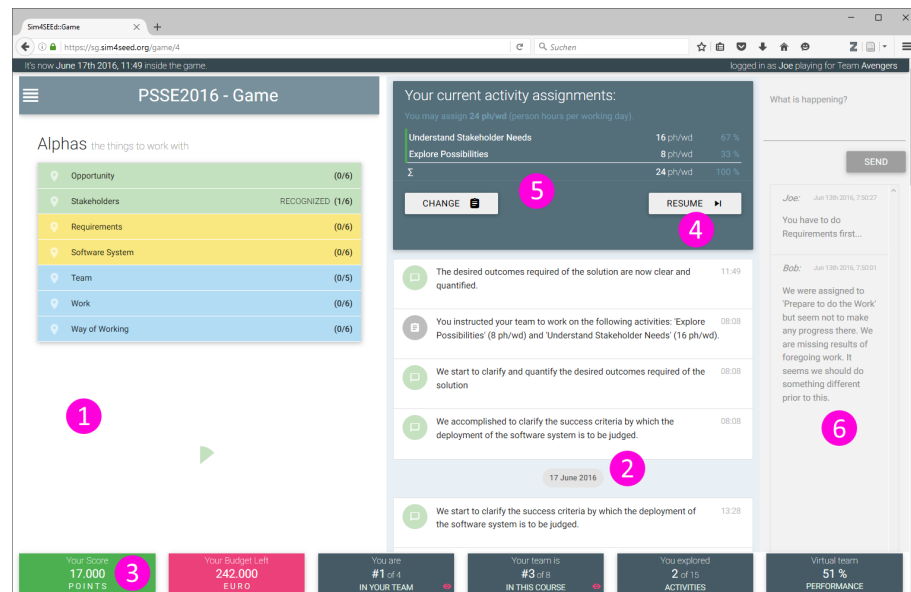 Sim4SEEd::Game
https://sg.sim4seed.org/game/4
Suchen
It's now June 17th 2016, 11:49 inside the game.
logged in as Joe playing for Team Avengers
PSSE2016 - Game
Alphas the things to work with
Opportunity (0/6)
Stakeholders RECOGNIZED (1/6)
Requirements (0/6)
Software System (0/6)
Team (0/5)
Work (0/6)
Way of Working (0/6)
1
Your current activity assignments:
You may assign 24 ph/wd (person hours per working day).
Understand Stakeholder Needs 16 ph/wd 67 %
Explore Possibilities 8 ph/wd 33 %
Σ 24 ph/wd 100 %
5
CHANGE
RESUME
4
The desired outcomes required of the solution are now clear and 11:49
quantified.
You instructed your team to work on the following activities: 'Explore 08:08
Possibilities' (8 ph/wd) and 'Understand Stakeholder Needs' (16 ph/wd).
We start to clarify and quantify the desired outcomes required of the 08:08
solution
We accomplished to clarify the success criteria by which the 08:08
deployment of the software system is to be judged.
17 June 2016
2
We start to clarify the success criteria by which the deployment of 13:28
the software system is to be judged.
What is happening?
SEND
Joe: Jun 13th 2016, 7:50:27
You have to do
Requirements first...
Bob: Jun 13th 2016, 7:50:01
We were assigned to
'Prepare to do the Work'
but seem not to make
any progress there. We
are missing results of
foregoing work. It
seems we should do
something different
prior to this.
6
Your Score
17.000
POINTS
3
Your Budget Left
242.000
EURO
You are
#1 of 4
IN YOUR TEAM
Your team is
#3 of 8
IN THIS COURSE
You explored
2 of 15
ACTIVITIES
Virtual team
51 %
PERFORMANCE